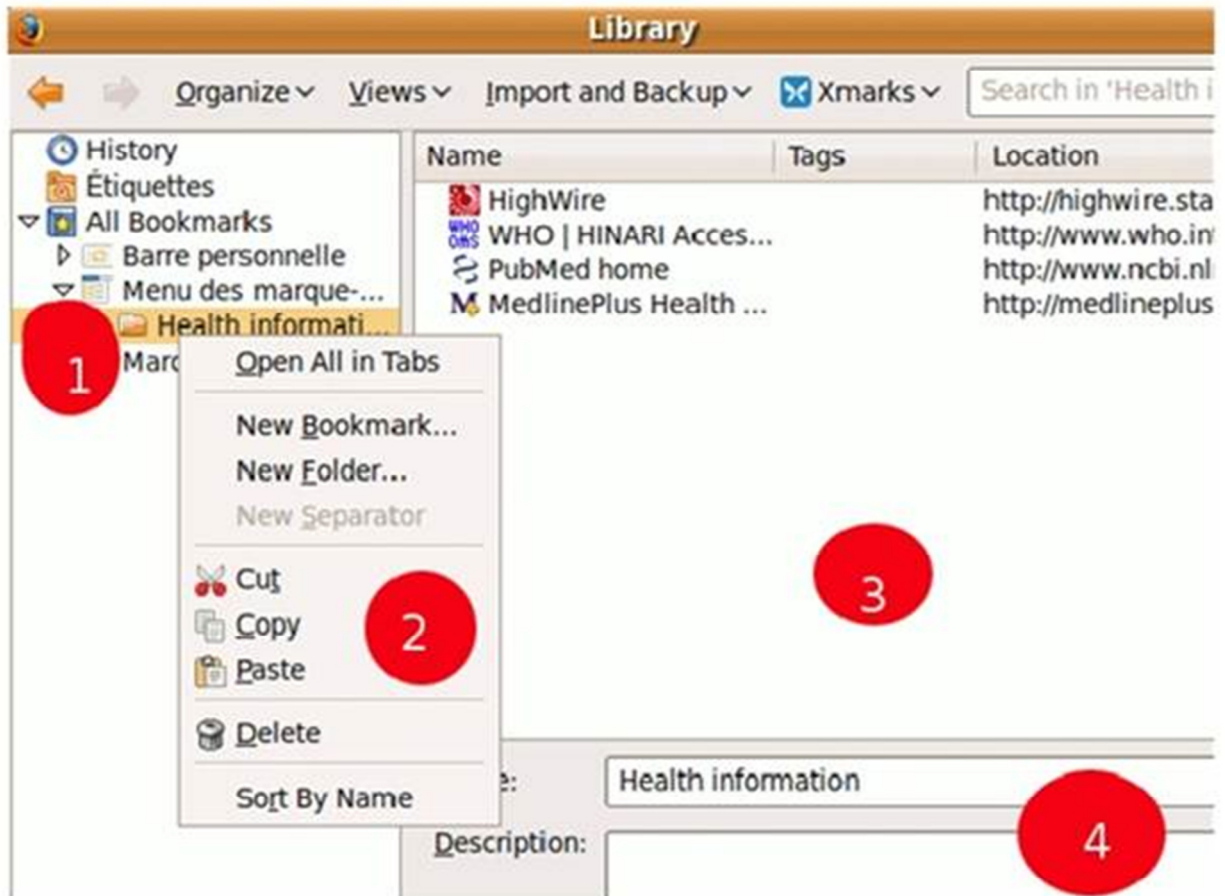 Library
Organize Views Import and Backup Xmarks Search in 'Health i
History
Étiquettes
All Bookmarks
Barre personnelle
Menu des marque-...
Health informati...
Marq
1
Name Tags Location
HighWire http://highwire.sta
WHO | HINARI Acces... http://www.who.in
PubMed home http://www.ncbi.nl
MedlinePlus Health ... http://medlineplus
Open All in Tabs
New Bookmark...
New Folder...
New Separator
Cut
Copy
Paste
Delete
Sort By Name
2
3
e: Health information
Description:
4